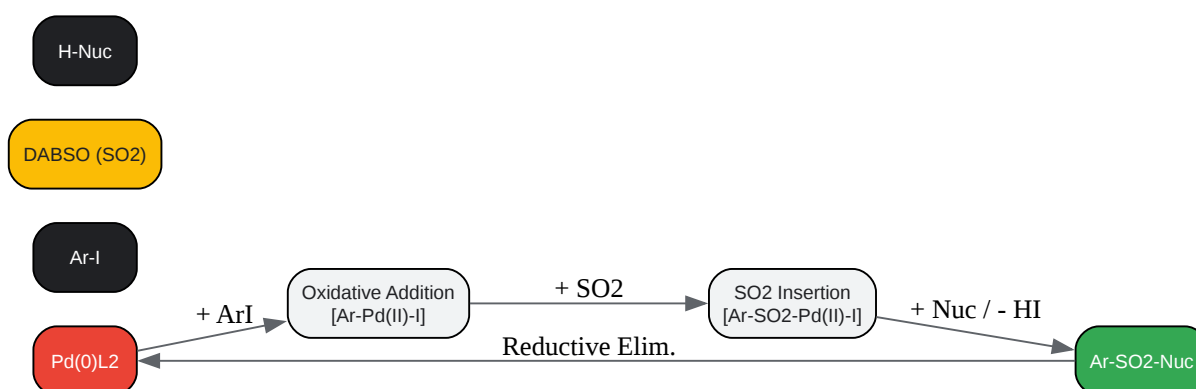 H-Nuc
DABSO (SO2)
Ar-I
Pd(0)L2
+ ArI
Oxidative Addition
[Ar-Pd(II)-I]
+ SO2
SO2 Insertion
[Ar-SO2-Pd(II)-I]
+ Nuc / - HI
Reductive Elim.
Ar-SO2-Nuc